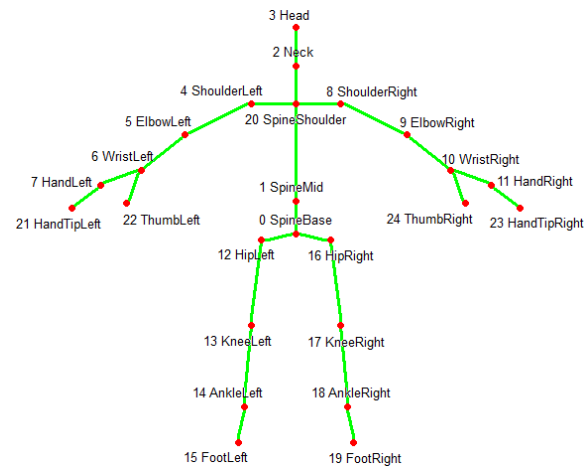 3 Head
2 Neck
4 ShoulderLeft
8 ShoulderRight
20 SpineShoulder
5 ElbowLeft
9 ElbowRight
6 WristLeft
10 WristRight
7 HandLeft
11 HandRight
1 SpineMid
21 HandTipLeft
22 ThumbLeft
0 SpineBase
24 ThumbRight
23 HandTipRight
12 HipLeft
16 HipRight
13 KneeLeft
17 KneeRight
14 AnkleLeft
18 AnkleRight
15 FootLeft
19 FootRight